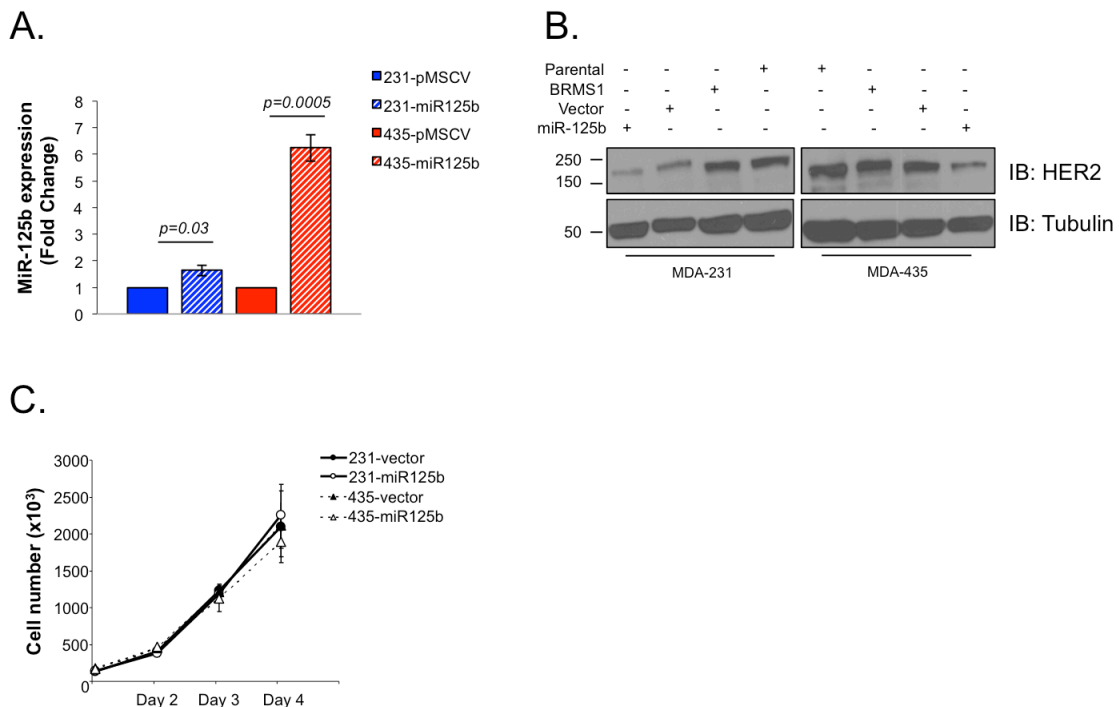 A.
231-pMSCV
231-miR125b
435-pMSCV
435-miR125b
p=0.0005
p=0.03
MiR-125b expression
(Fold Change)
8
7
6
5
4
3
2
1
0
B.
Parental - - - + + - - -
BRMS1 - - + - - + - -
Vector - + - - - - + -
miR-125b + - - - - - - +
250
150
IB: HER2
50
IB: Tubulin
MDA-231
MDA-435
C.
231-vector
231-miR125b
435-vector
435-miR125b
Cell number (x10³)
3000
2500
2000
1500
1000
500
0
Day 2 Day 3 Day 4